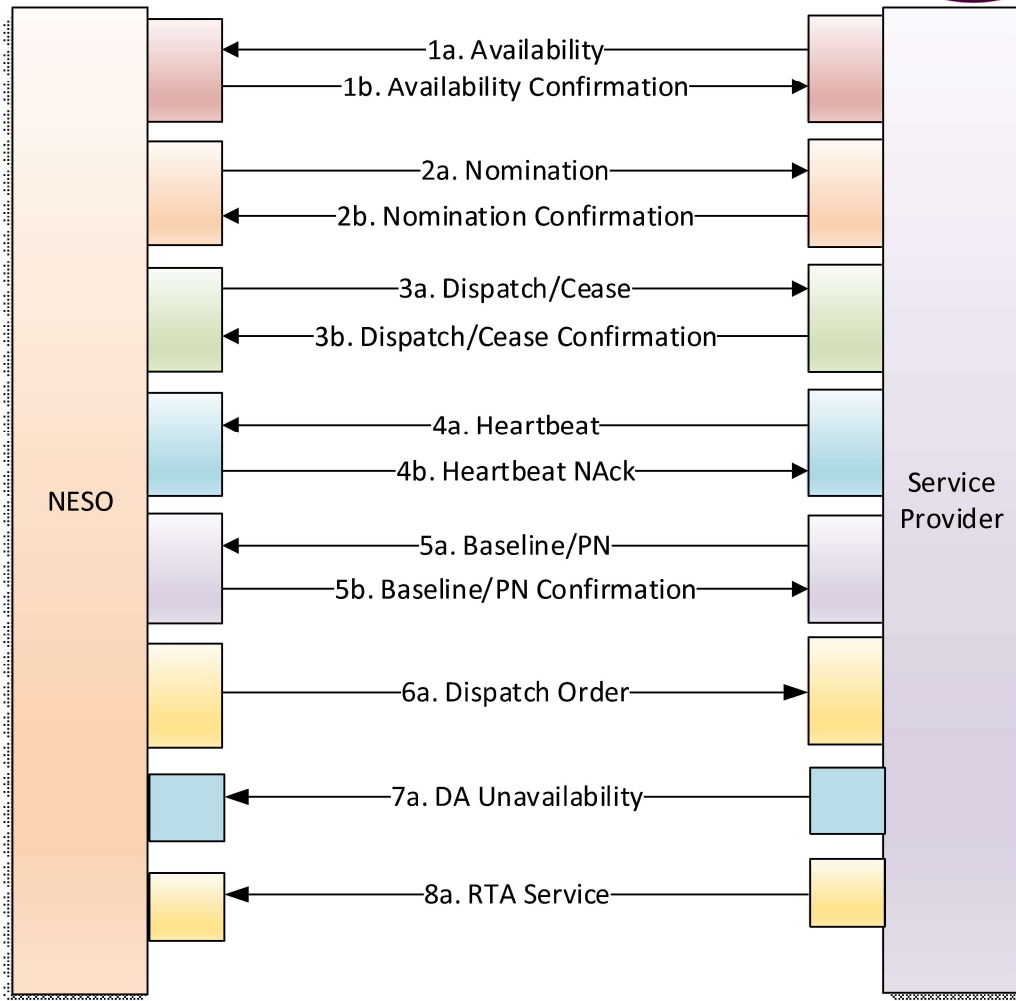 1a. Availability
1b. Availability Confirmation
2a. Nomination
2b. Nomination Confirmation
3a. Dispatch/Cease
3b. Dispatch/Cease Confirmation
4a. Heartbeat
4b. Heartbeat NAck
NESO
Service
Provider
5a. Baseline/PN
5b. Baseline/PN Confirmation
6a. Dispatch Order
7a. DA Unavailability
8a. RTA Service